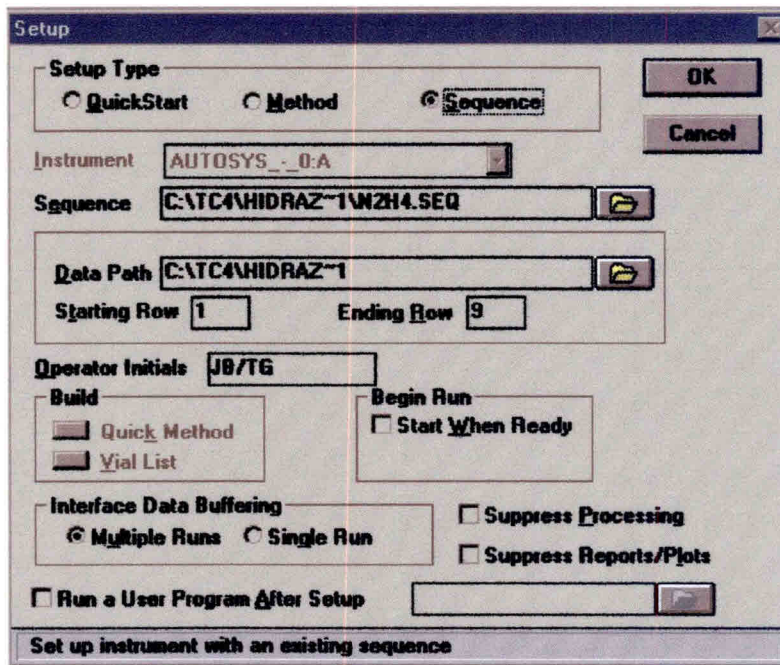 Setup
Setup Type
QuickStart Method Sequence
OK
Cancel
Instrument AUTOSYS_-_0:A
Sequence C:\TC4\HIDRAZ~1\N2H4.SEQ
Data Path C:\TC4\HIDRAZ~1
Starting Row 1 Ending Row 9
Operator Initials JB/TG
Build
Quick Method
Vial List
Begin Run
Start When Ready
Interface Data Buffering
Multiple Runs Single Run
Suppress Processing
Suppress Reports/Plots
Run a User Program After Setup
Set up instrument with an existing sequence